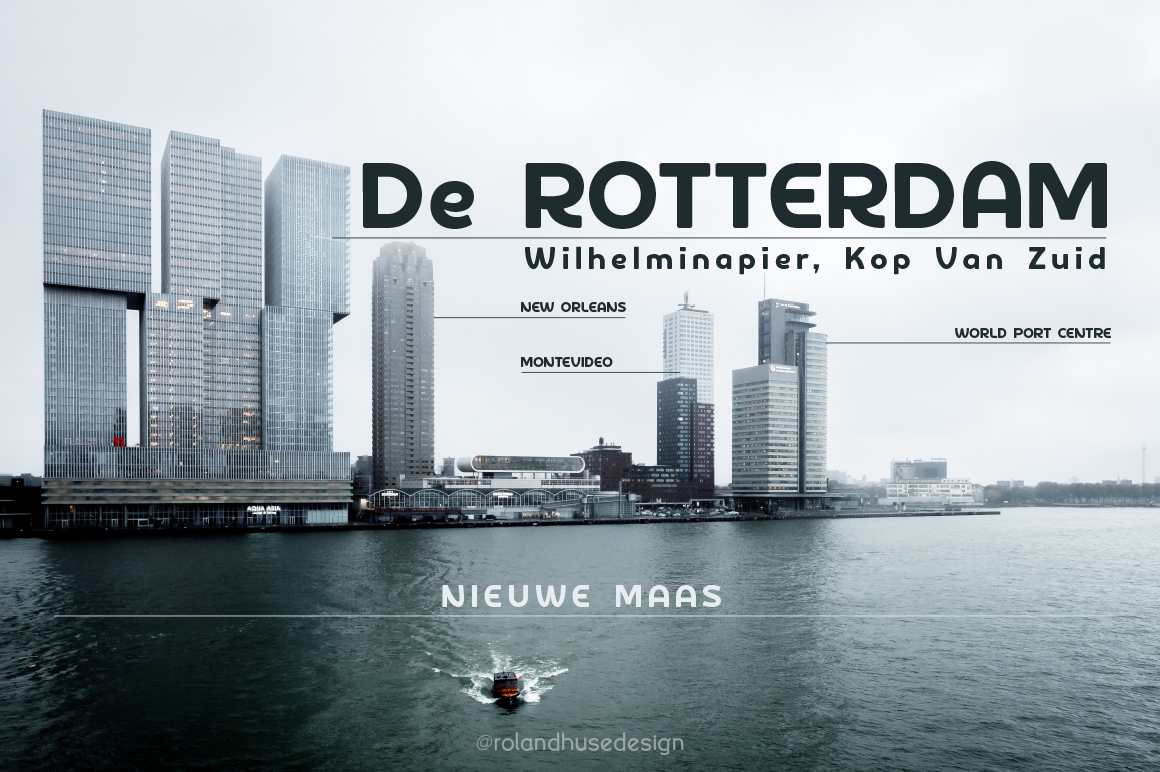 De ROTTERDAM
Wilhelminapier, Kop Van Zuid
NEW ORLEANS
WORLD PORT CENTRE
MONTEVIDEO
AQUA ASIA
NIEUWE MAAS
@rolandhusedesign